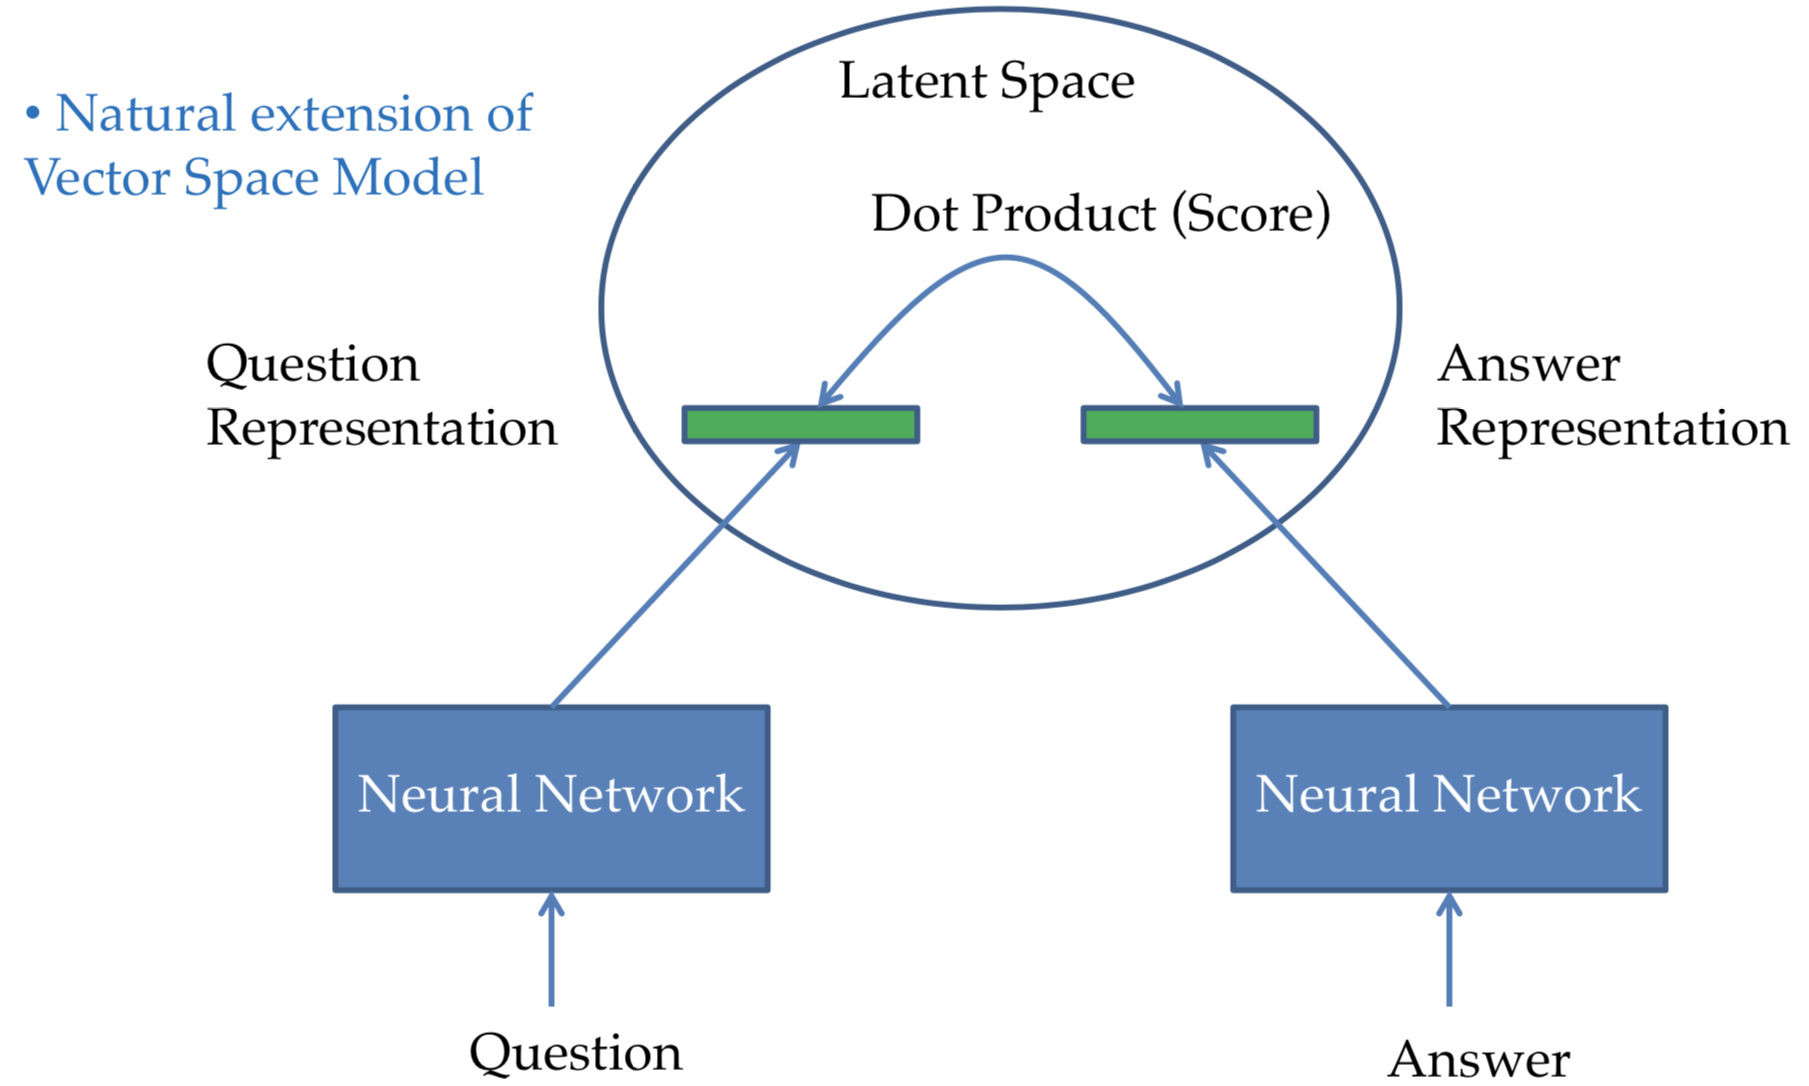 Latent Space
• Natural extension of
Vector Space Model
Dot Product (Score)
Question
Representation
Answer
Representation
Neural Network
Neural Network
Question
Answer